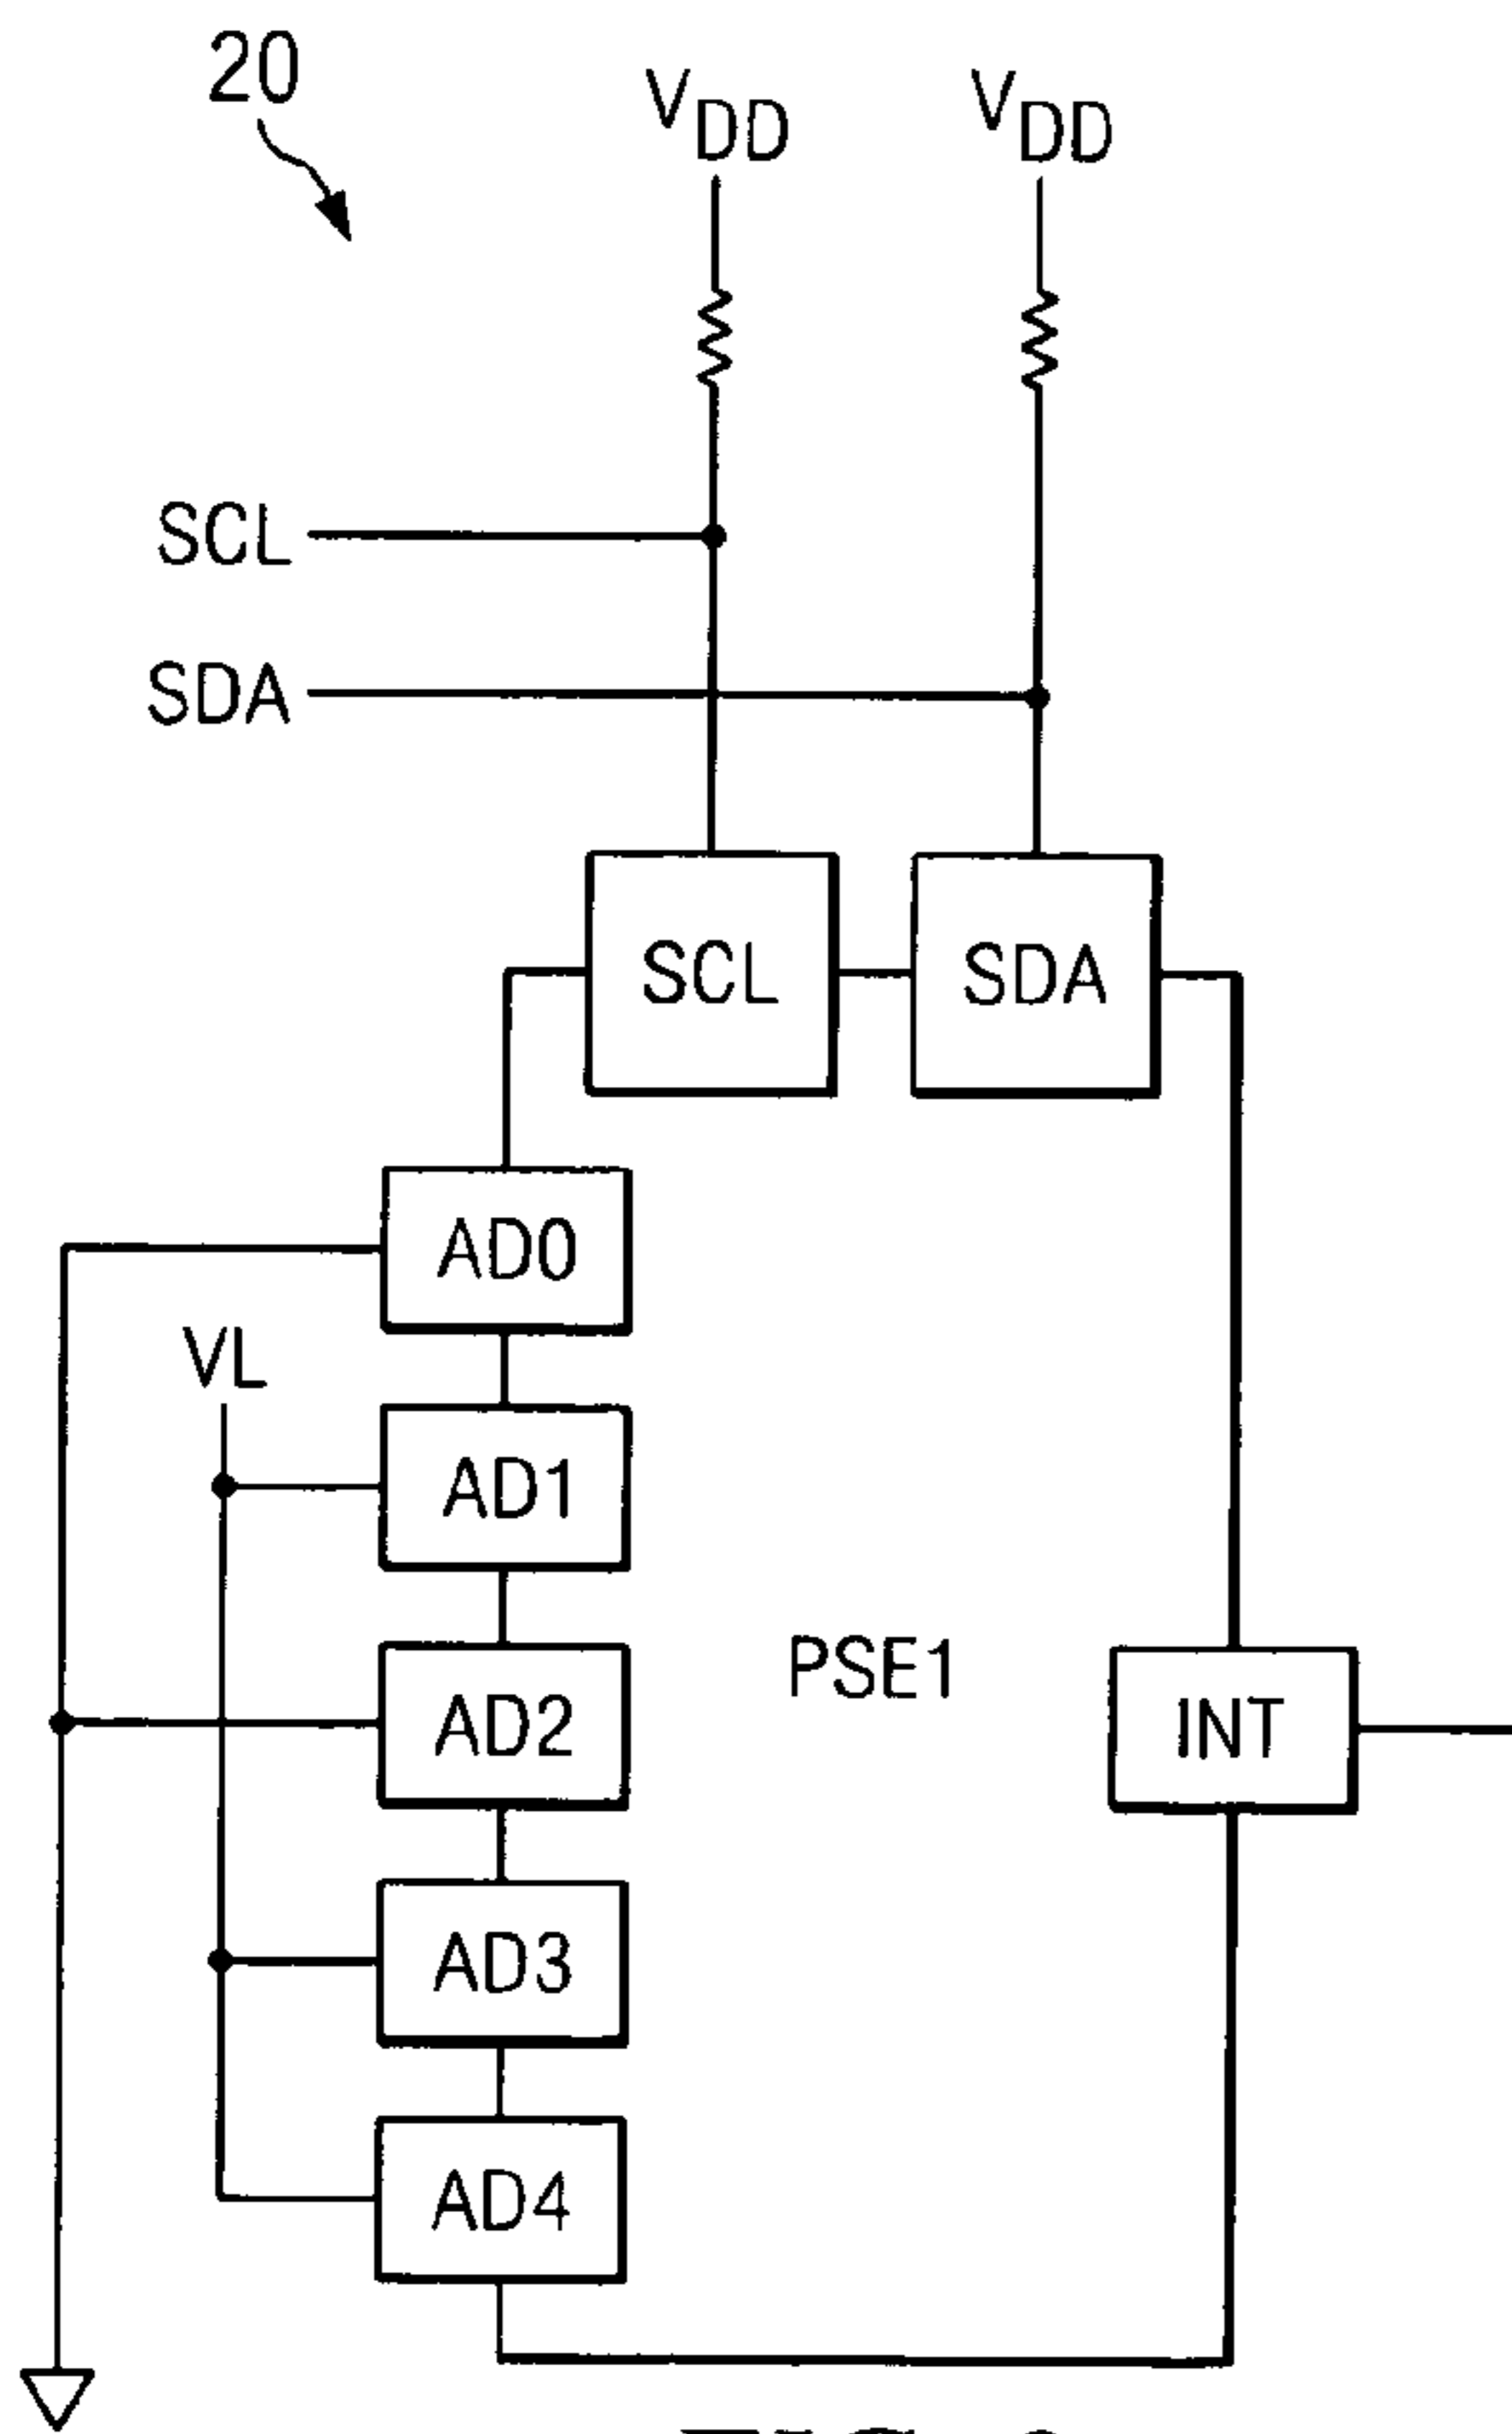 20
VDD VDD
SCL
SDA
SCL SDA
AD0
VL
AD1
PSE1
AD2
INT
AD3
AD4